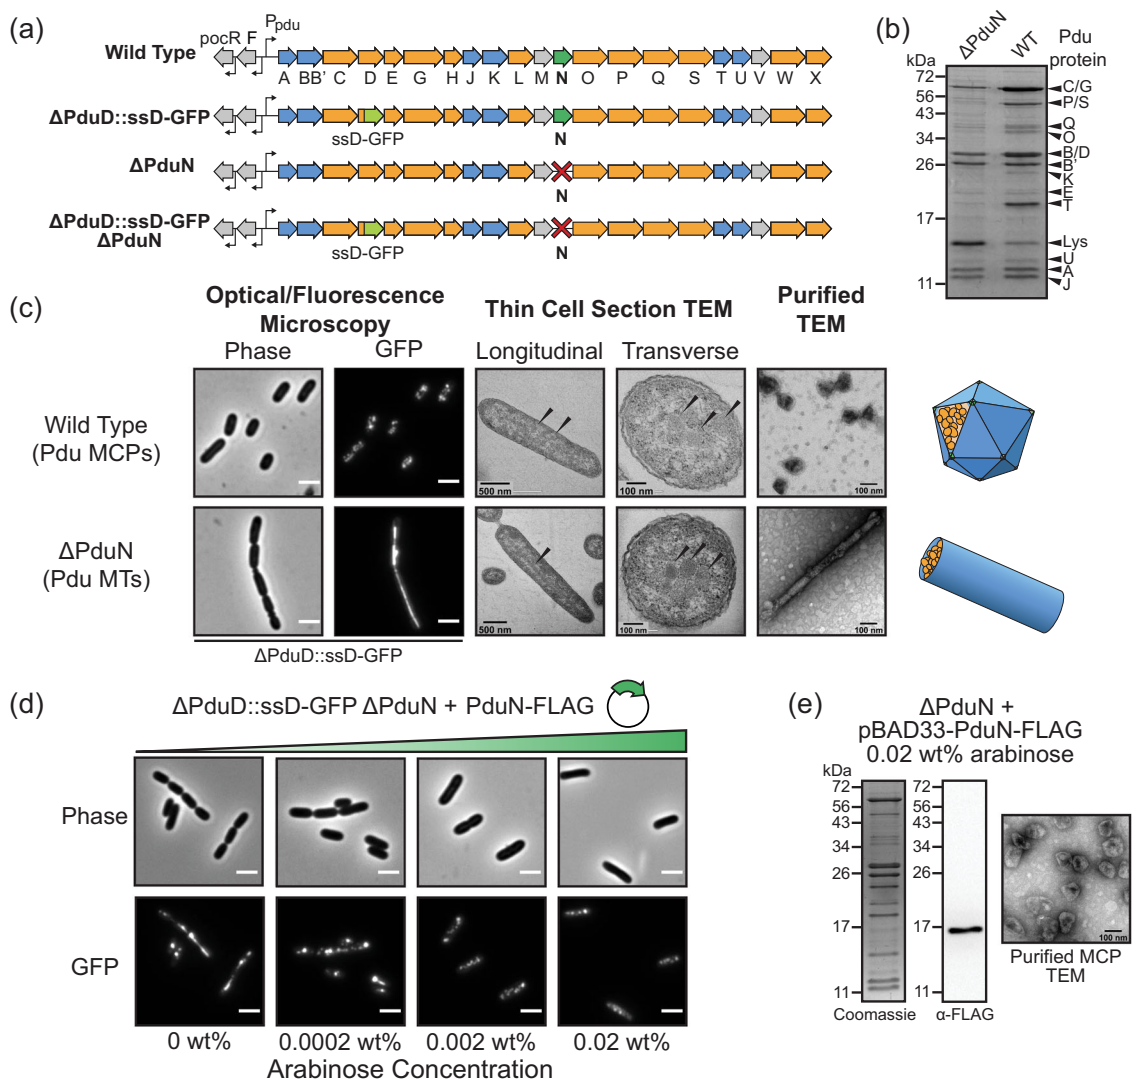 (a)
pocR F Ppdu
Wild Type
A BB' C D E G H J K L M N O P Q S T U V W X
ΔPduD::ssD-GFP
ssD-GFP N
ΔPduN
N
ΔPduD::ssD-GFP
ΔPduN
ssD-GFP N
(b)
ΔPduN WT Pdu
protein
kDa
72
56
43
34
26
17
11
C/G
P/S
Q
O
B/D
B'
K
E
T
Lys
U
A
J
(c)
Optical/Fluorescence
Microscopy
Thin Cell Section TEM
Purified
TEM
Phase GFP Longitudinal Transverse
Wild Type
(Pdu MCPs)
500 nm 100 nm 100 nm
ΔPduN
(Pdu MTs)
500 nm 100 nm 100 nm
ΔPduD::ssD-GFP
(d)
ΔPduD::ssD-GFP ΔPduN + PduN-FLAG
Phase
GFP
0 wt% 0.0002 wt% 0.002 wt% 0.02 wt%
Arabinose Concentration
(e)
ΔPduN +
pBAD33-PduN-FLAG
0.02 wt% arabinose
kDa
72 72
56 56
43 43
34 34
26 26
17 17
11 11
100 nm
Purified MCP
TEM
Coomassie α-FLAG